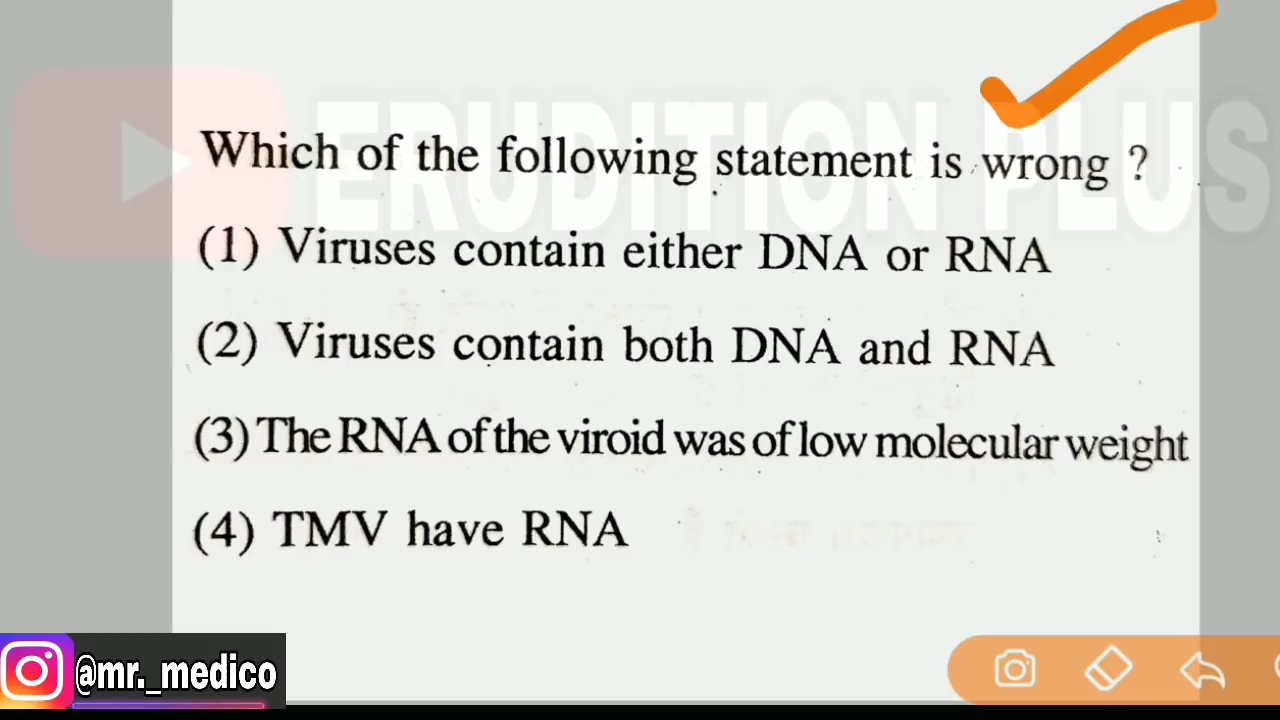 ERUDITION PLUS
Which of the following statement is wrong ?
(1) Viruses contain either DNA or RNA
(2) Viruses contain both DNA and RNA
(3) The RNA of the viroid was of low molecular weight
(4) TMV have RNA
@mr._medico